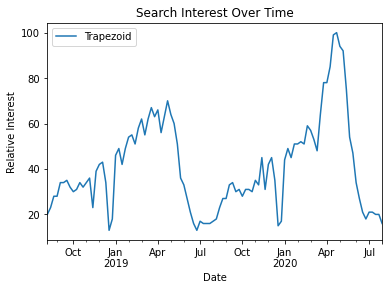 Search Interest Over Time
Trapezoid
Relative Interest
100
80
60
40
20
Oct
Jan
2019
Apr
Jul
Oct
Jan
2020
Apr
Jul
Date